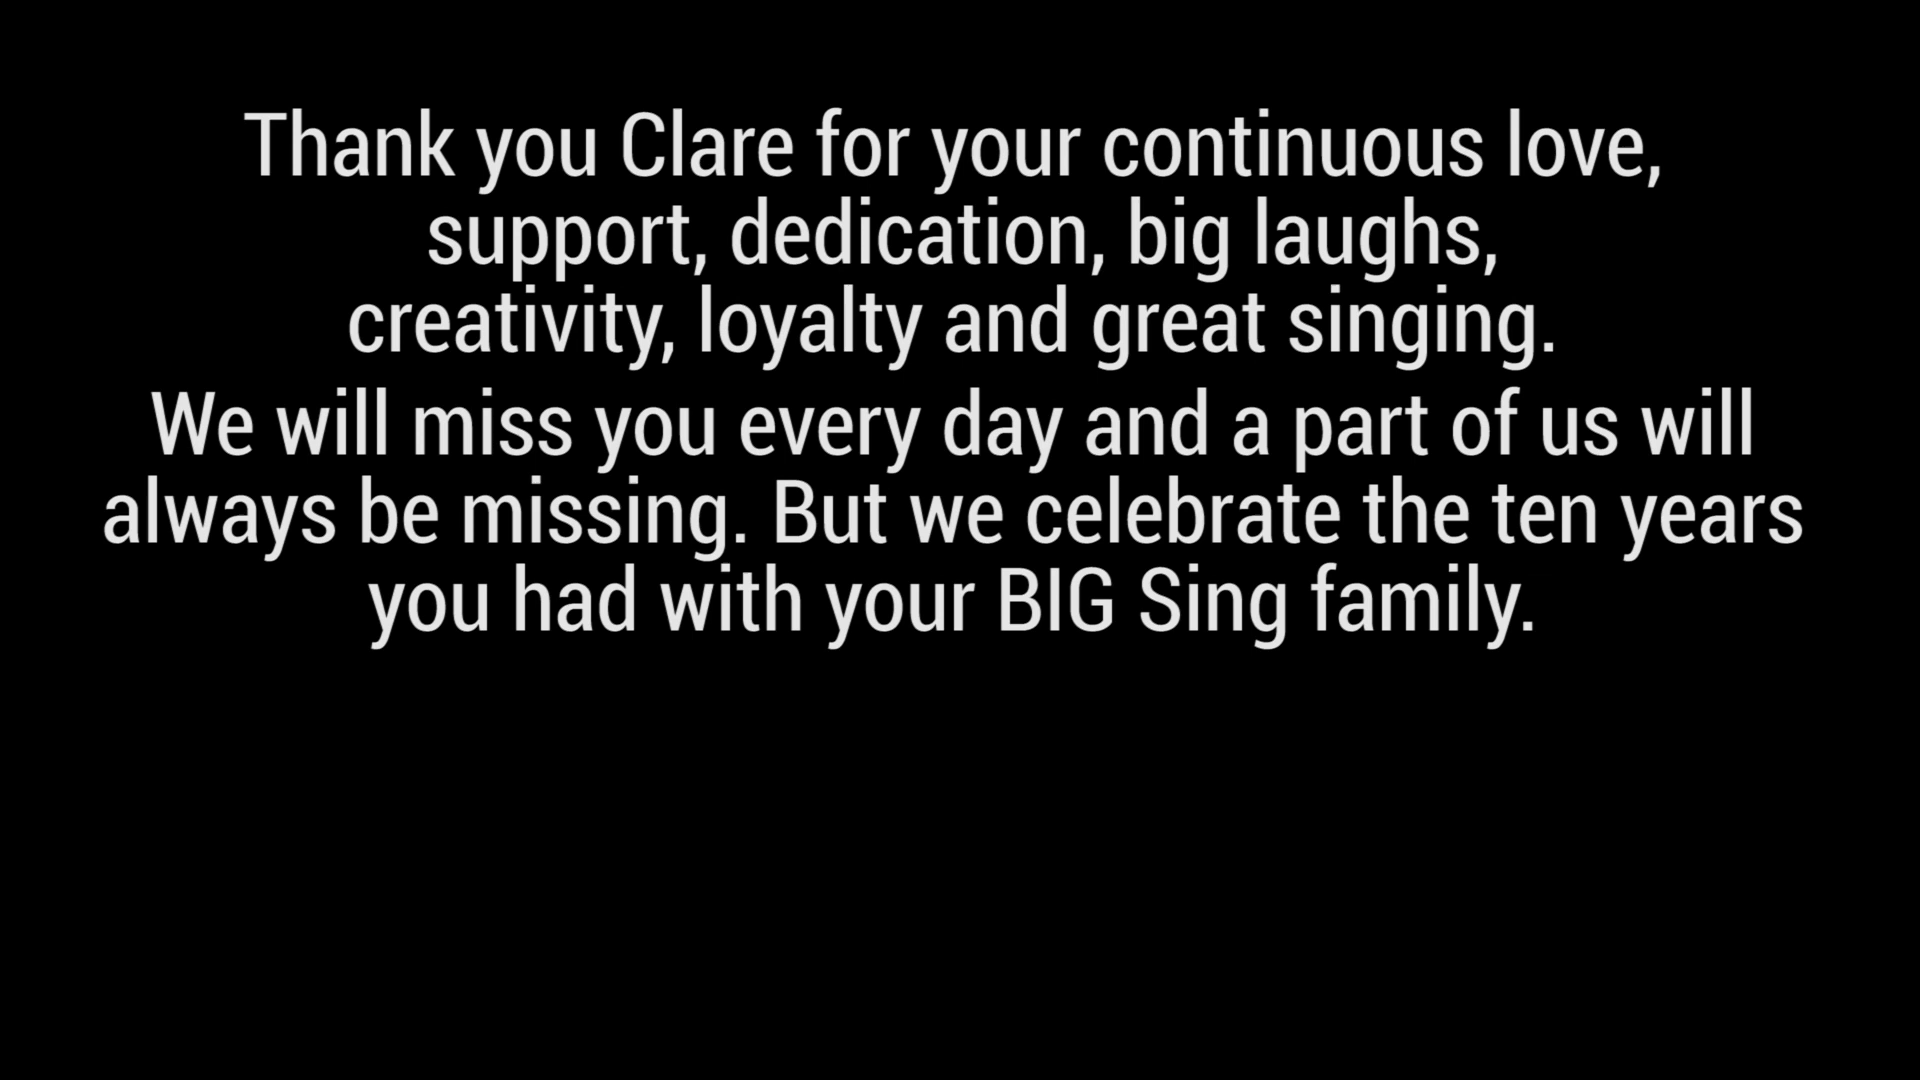 Thank you Clare for your continuous love,
support, dedication, big laughs,
creativity, loyalty and great singing.
We will miss you every day and a part of us will
always be missing. But we celebrate the ten years
you had with your BIG Sing family.